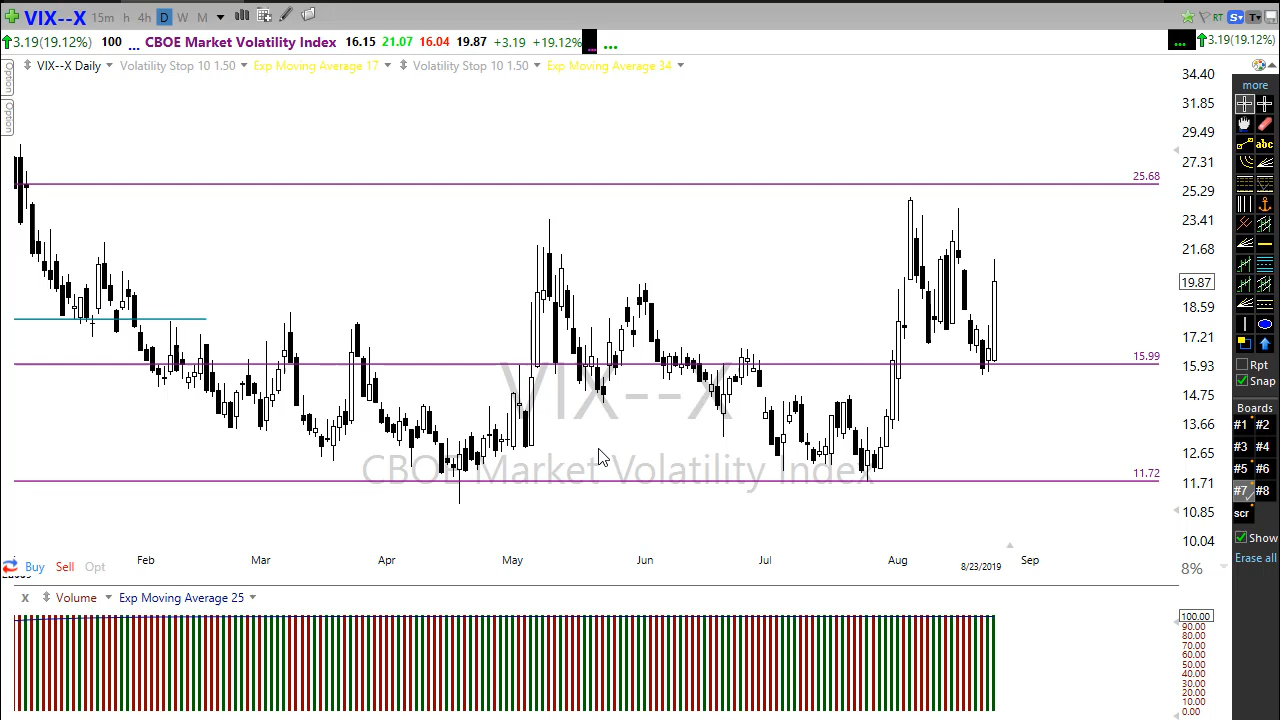 VIX--X 15m h 4h D W M RT S T
3.19(19.12%) 100 ... CBOE Market Volatility Index 16.15 21.07 16.04 19.87 +3.19 +19.12% ... ... ... 3.19(19.12%)
VIX--X Daily Volatility Stop 10 1.50 Exp Moving Average 17 Volatility Stop 10 1.50 Exp Moving Average 34
Option
Option
34.40
31.85
29.49
27.31
25.68
25.29
23.41
21.68
19.87
18.59
17.21
15.99
15.93
14.75
13.66
12.65
11.72
11.71
10.85
10.04
VIX--X
CBOE Market Volatility Index
Feb Mar Apr May Jun Jul Aug 8/23/2019 Sep
Buy Sell Opt 8%
X Volume Exp Moving Average 25
100.00
90.00
80.00
70.00
60.00
50.00
40.00
30.00
20.00
10.00
0.00
more
abc
Rpt
Snap
Boards
#1 #2
#3 #4
#5 #6
#7 #8
scr
Show
Erase all